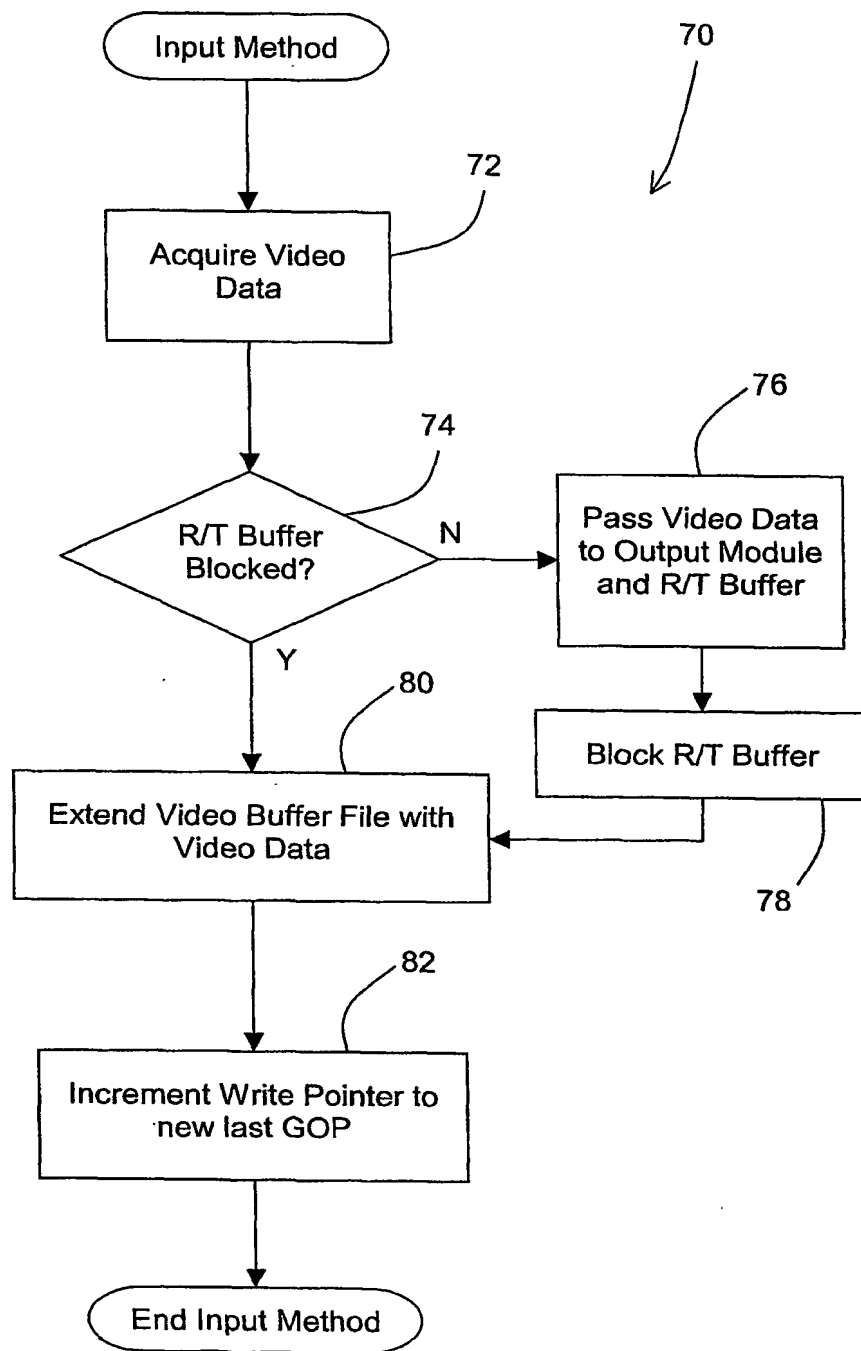 Input Method
70
72
Acquire Video
Data
74
76
R/T Buffer
Blocked?
N
Pass Video Data
to Output Module
and R/T Buffer
Y
80
Block R/T Buffer
Extend Video Buffer File with
Video Data
78
82
Increment Write Pointer to
new last GOP
End Input Method